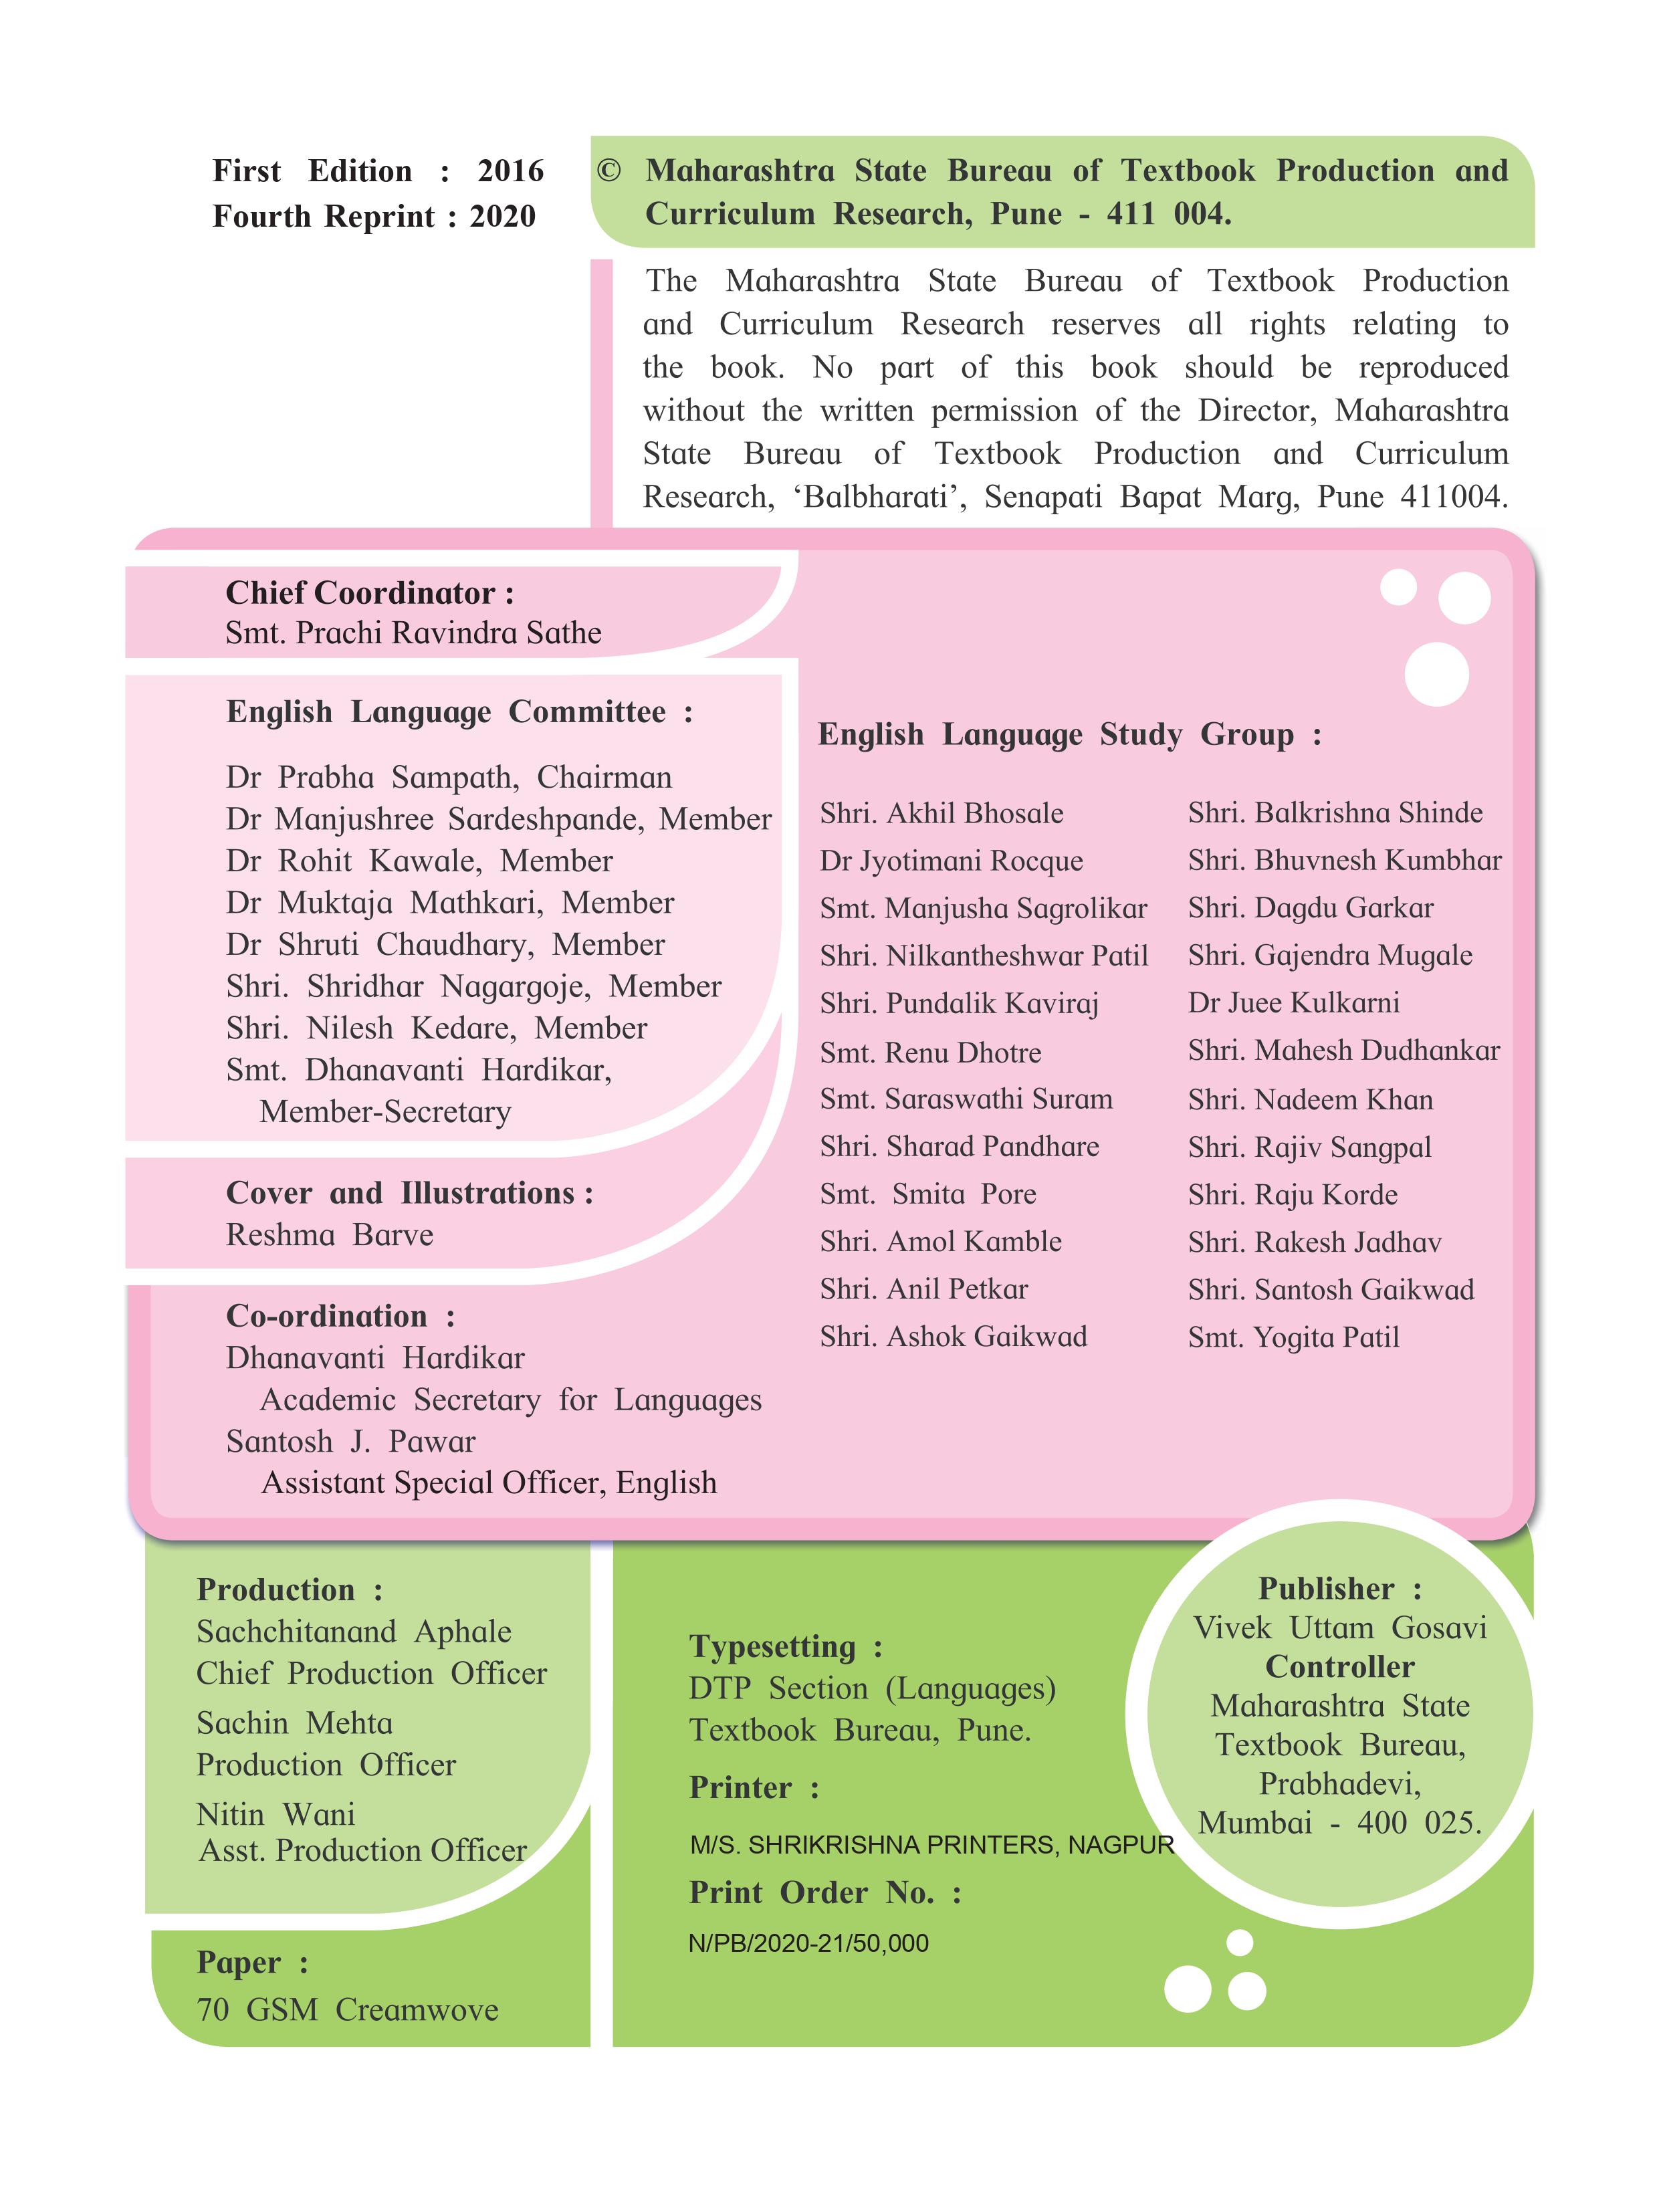 First Edition : 2016
Fourth Reprint : 2020
© Maharashtra State Bureau of Textbook Production and
Curriculum Research, Pune - 411 004.
The Maharashtra State Bureau of Textbook Production
and Curriculum Research reserves all rights relating to
the book. No part of this book should be reproduced
without the written permission of the Director, Maharashtra
State Bureau of Textbook Production and Curriculum
Research, ‘Balbharati’, Senapati Bapat Marg, Pune 411004.
Chief Coordinator :
Smt. Prachi Ravindra Sathe
English Language Committee :
Dr Prabha Sampath, Chairman
Dr Manjushree Sardeshpande, Member
Dr Rohit Kawale, Member
Dr Muktaja Mathkari, Member
Dr Shruti Chaudhary, Member
Shri. Shridhar Nagargoje, Member
Shri. Nilesh Kedare, Member
Smt. Dhanavanti Hardikar,
Member-Secretary
Cover and Illustrations :
Reshma Barve
Co-ordination :
Dhanavanti Hardikar
Academic Secretary for Languages
Santosh J. Pawar
Assistant Special Officer, English
English Language Study Group :
Shri. Akhil Bhosale
Dr Jyotimani Rocque
Smt. Manjusha Sagrolikar
Shri. Nilkantheshwar Patil
Shri. Pundalik Kaviraj
Smt. Renu Dhotre
Smt. Saraswathi Suram
Shri. Sharad Pandhare
Smt. Smita Pore
Shri. Amol Kamble
Shri. Anil Petkar
Shri. Ashok Gaikwad
Shri. Balkrishna Shinde
Shri. Bhuvnesh Kumbhar
Shri. Dagdu Garkar
Shri. Gajendra Mugale
Dr Juee Kulkarni
Shri. Mahesh Dudhankar
Shri. Nadeem Khan
Shri. Rajiv Sangpal
Shri. Raju Korde
Shri. Rakesh Jadhav
Shri. Santosh Gaikwad
Smt. Yogita Patil
Production :
Sachchitanand Aphale
Chief Production Officer
Sachin Mehta
Production Officer
Nitin Wani
Asst. Production Officer
Paper :
70 GSM Creamwove
Typesetting :
DTP Section (Languages)
Textbook Bureau, Pune.
Printer :
M/S. SHRIKRISHNA PRINTERS, NAGPUR
Print Order No. :
N/PB/2020-21/50,000
Publisher :
Vivek Uttam Gosavi
Controller
Maharashtra State
Textbook Bureau,
Prabhadevi,
Mumbai - 400 025.